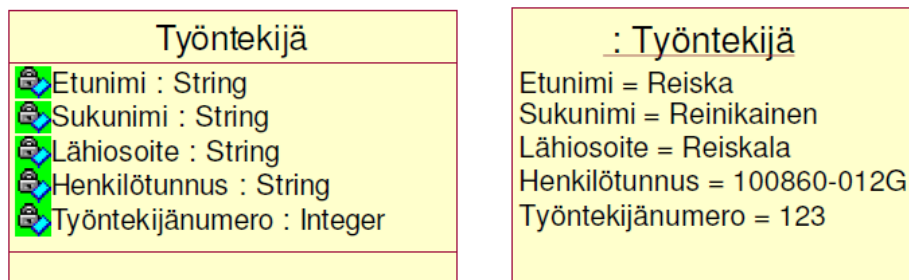 Työntekijä
Etunimi : String
Sukunimi : String
Lähiosoite : String
Henkilötunnus : String
Työntekijänumero : Integer
: Työntekijä
Etunimi = Reiska
Sukunimi = Reinikainen
Lähiosoite = Reiskala
Henkilötunnus = 100860-012G
Työntekijänumero = 123